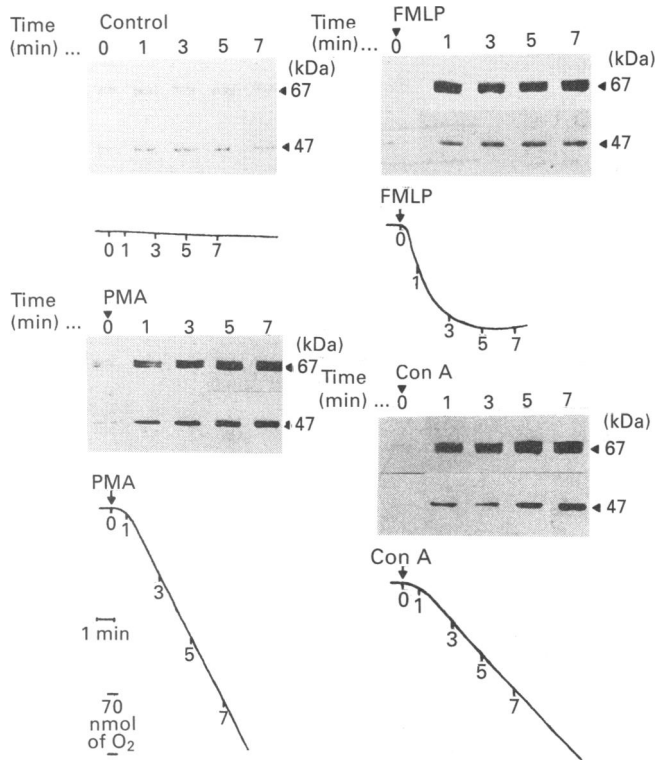 Time Control
(min) ... 0 1 3 5 7
(kDa)
67
47
0 1 3 5 7
Time FMLP
(min)... 0 1 3 5 7
(kDa)
67
47
FMLP
0
1
3 5 7
Time PMA
(min) ... 0 1 3 5 7
(kDa)
67
47
PMA
0 1
3
5
7
1 min
70
nmol
of O₂
Time Con A
(min) ... 0 1 3 5 7
(kDa)
67
47
Con A
0 1
3
5
7